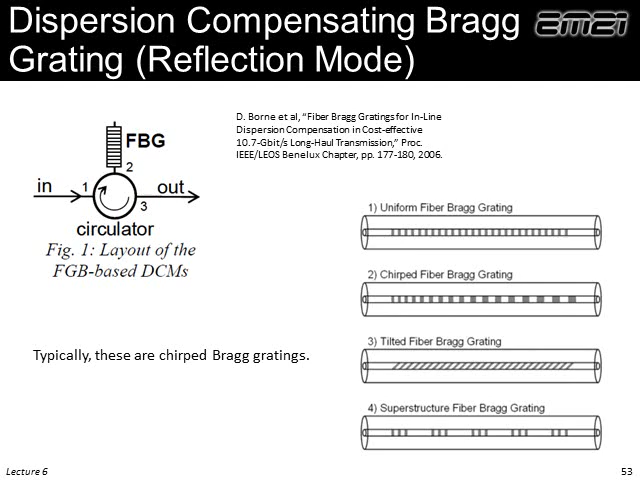 Dispersion Compensating Bragg
Grating (Reflection Mode)
EM21
D. Borne et al, “Fiber Bragg Gratings for In-Line
Dispersion Compensation in Cost-effective
10.7-Gbit/s Long-Haul Transmission,” Proc.
IEEE/LEOS Benelux Chapter, pp. 177-180, 2006.
FBG
2
in
1
out
3
circulator
Fig. 1: Layout of the
FGB-based DCMs
1) Uniform Fiber Bragg Grating
2) Chirped Fiber Bragg Grating
3) Tilted Fiber Bragg Grating
4) Superstructure Fiber Bragg Grating
Typically, these are chirped Bragg gratings.
Lecture 6
53